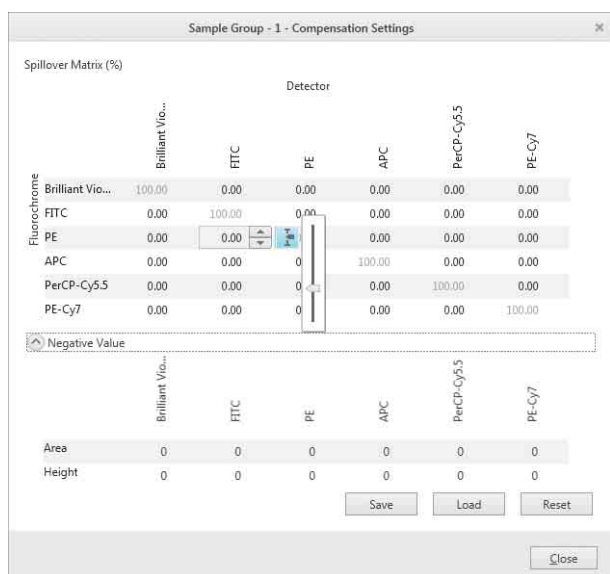 Sample Group - 1 - Compensation Settings
Spillover Matrix (%)
Detector
Brilliant Vio... FITC PE APC PerCP-Cy5.5 PE-Cy7
Fluorochrome
Brilliant Vio... 100.00 0.00 0.00 0.00 0.00 0.00
FITC 0.00 100.00 0.00 0.00 0.00 0.00
PE 0.00 0.00 0.00 0.00 0.00
APC 0.00 0.00 0 100.00 0.00 0.00
PerCP-Cy5.5 0.00 0.00 0 0.00 100.00 0.00
PE-Cy7 0.00 0.00 0 0.00 0.00 100.00
Negative Value
Brilliant Vio... FITC PE APC PerCP-Cy5.5 PE-Cy7
Area 0 0 0 0 0 0
Height 0 0 0 0 0 0
Save Load Reset
Close